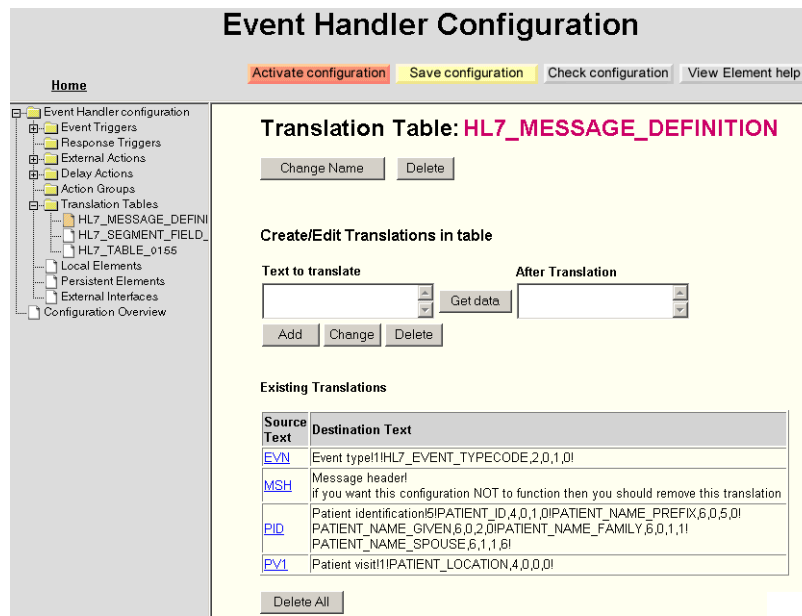 Event Handler Configuration
Home
Activate configuration Save configuration Check configuration View Element help
Event Handler configuration
Event Triggers
Response Triggers
External Actions
Delay Actions
Action Groups
Translation Tables
HL7_MESSAGE_DEFINI
HL7_SEGMENT_FIELD_
HL7_TABLE_0155
Local Elements
Persistent Elements
External Interfaces
Configuration Overview
Translation Table: HL7_MESSAGE_DEFINITION
Change Name Delete
Create/Edit Translations in table
Text to translate After Translation
Get data
Add Change Delete
Existing Translations
Source Text Destination Text
EVN Event type!1!HL7_EVENT_TYPECODE,2,0,1,0!
MSH Message header!
if you want this configuration NOT to function then you should remove this translation
PID Patient identification!5!PATIENT_ID,4,0,1,0!PATIENT_NAME_PREFIX,6,0,5,0!
PATIENT_NAME_GIVEN,6,0,2,0!PATIENT_NAME_FAMILY,6,0,1,1!
PATIENT_NAME_SPOUSE,6,1,1,6!
PV1 Patient visit!1!PATIENT_LOCATION,4,0,0,0!
Delete All